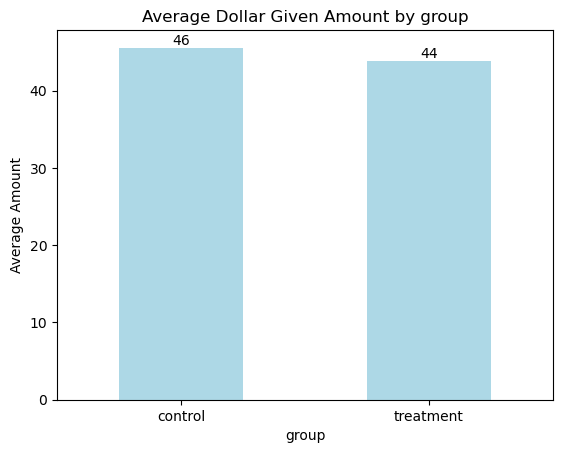 Average Dollar Given Amount by group
46
44
40
30
20
10
0
Average Amount
control
treatment
group